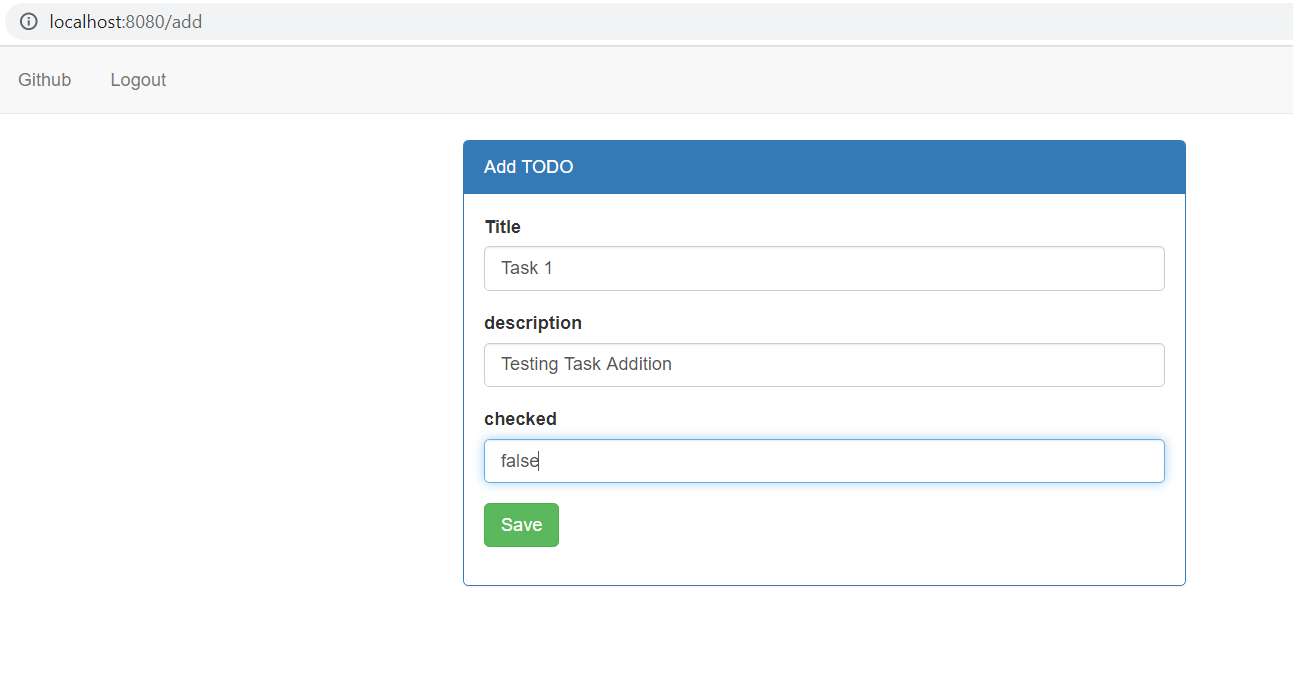 localhost:8080/add
Github Logout
Add TODO
Title
Task 1
description
Testing Task Addition
checked
false
Save